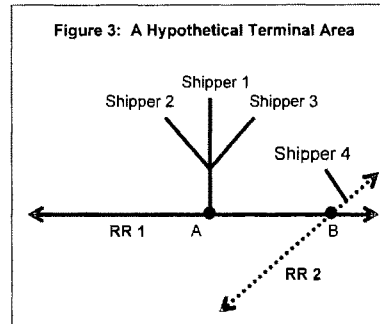 Figure 3: A Hypothetical Terminal Area
Shipper 1
Shipper 2
Shipper 3
Shipper 4
RR 1
A
B
RR 2